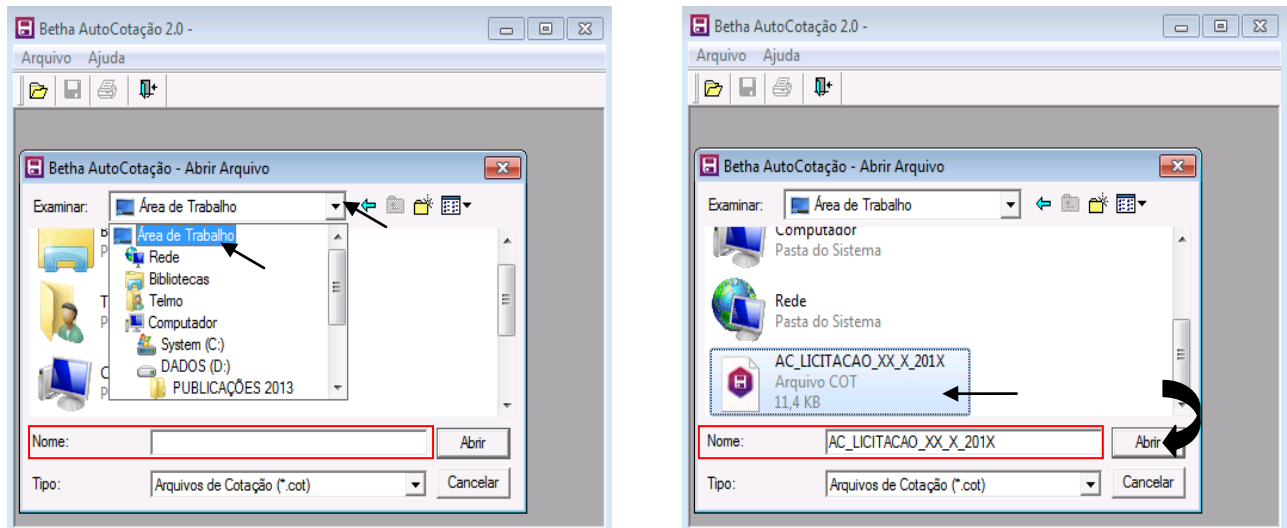 Betha AutoCotação 2.0 -
Arquivo Ajuda
Betha AutoCotação - Abrir Arquivo
Examinar: Área de Trabalho
Área de Trabalho
Rede
Bibliotecas
Telmo
Computador
System (C:)
DADOS (D:)
PUBLICAÇÕES 2013
B
P
T
P
C
P
Nome: Abrir
Tipo: Arquivos de Cotação (*.cot) Cancelar
Betha AutoCotação 2.0 -
Arquivo Ajuda
Betha AutoCotação - Abrir Arquivo
Examinar: Área de Trabalho
Computador
Pasta do Sistema
Rede
Pasta do Sistema
AC_LICITACAO_XX_X_201X
Arquivo COT
11,4 KB
Nome: AC_LICITACAO_XX_X_201X Abrir
Tipo: Arquivos de Cotação (*.cot) Cancelar